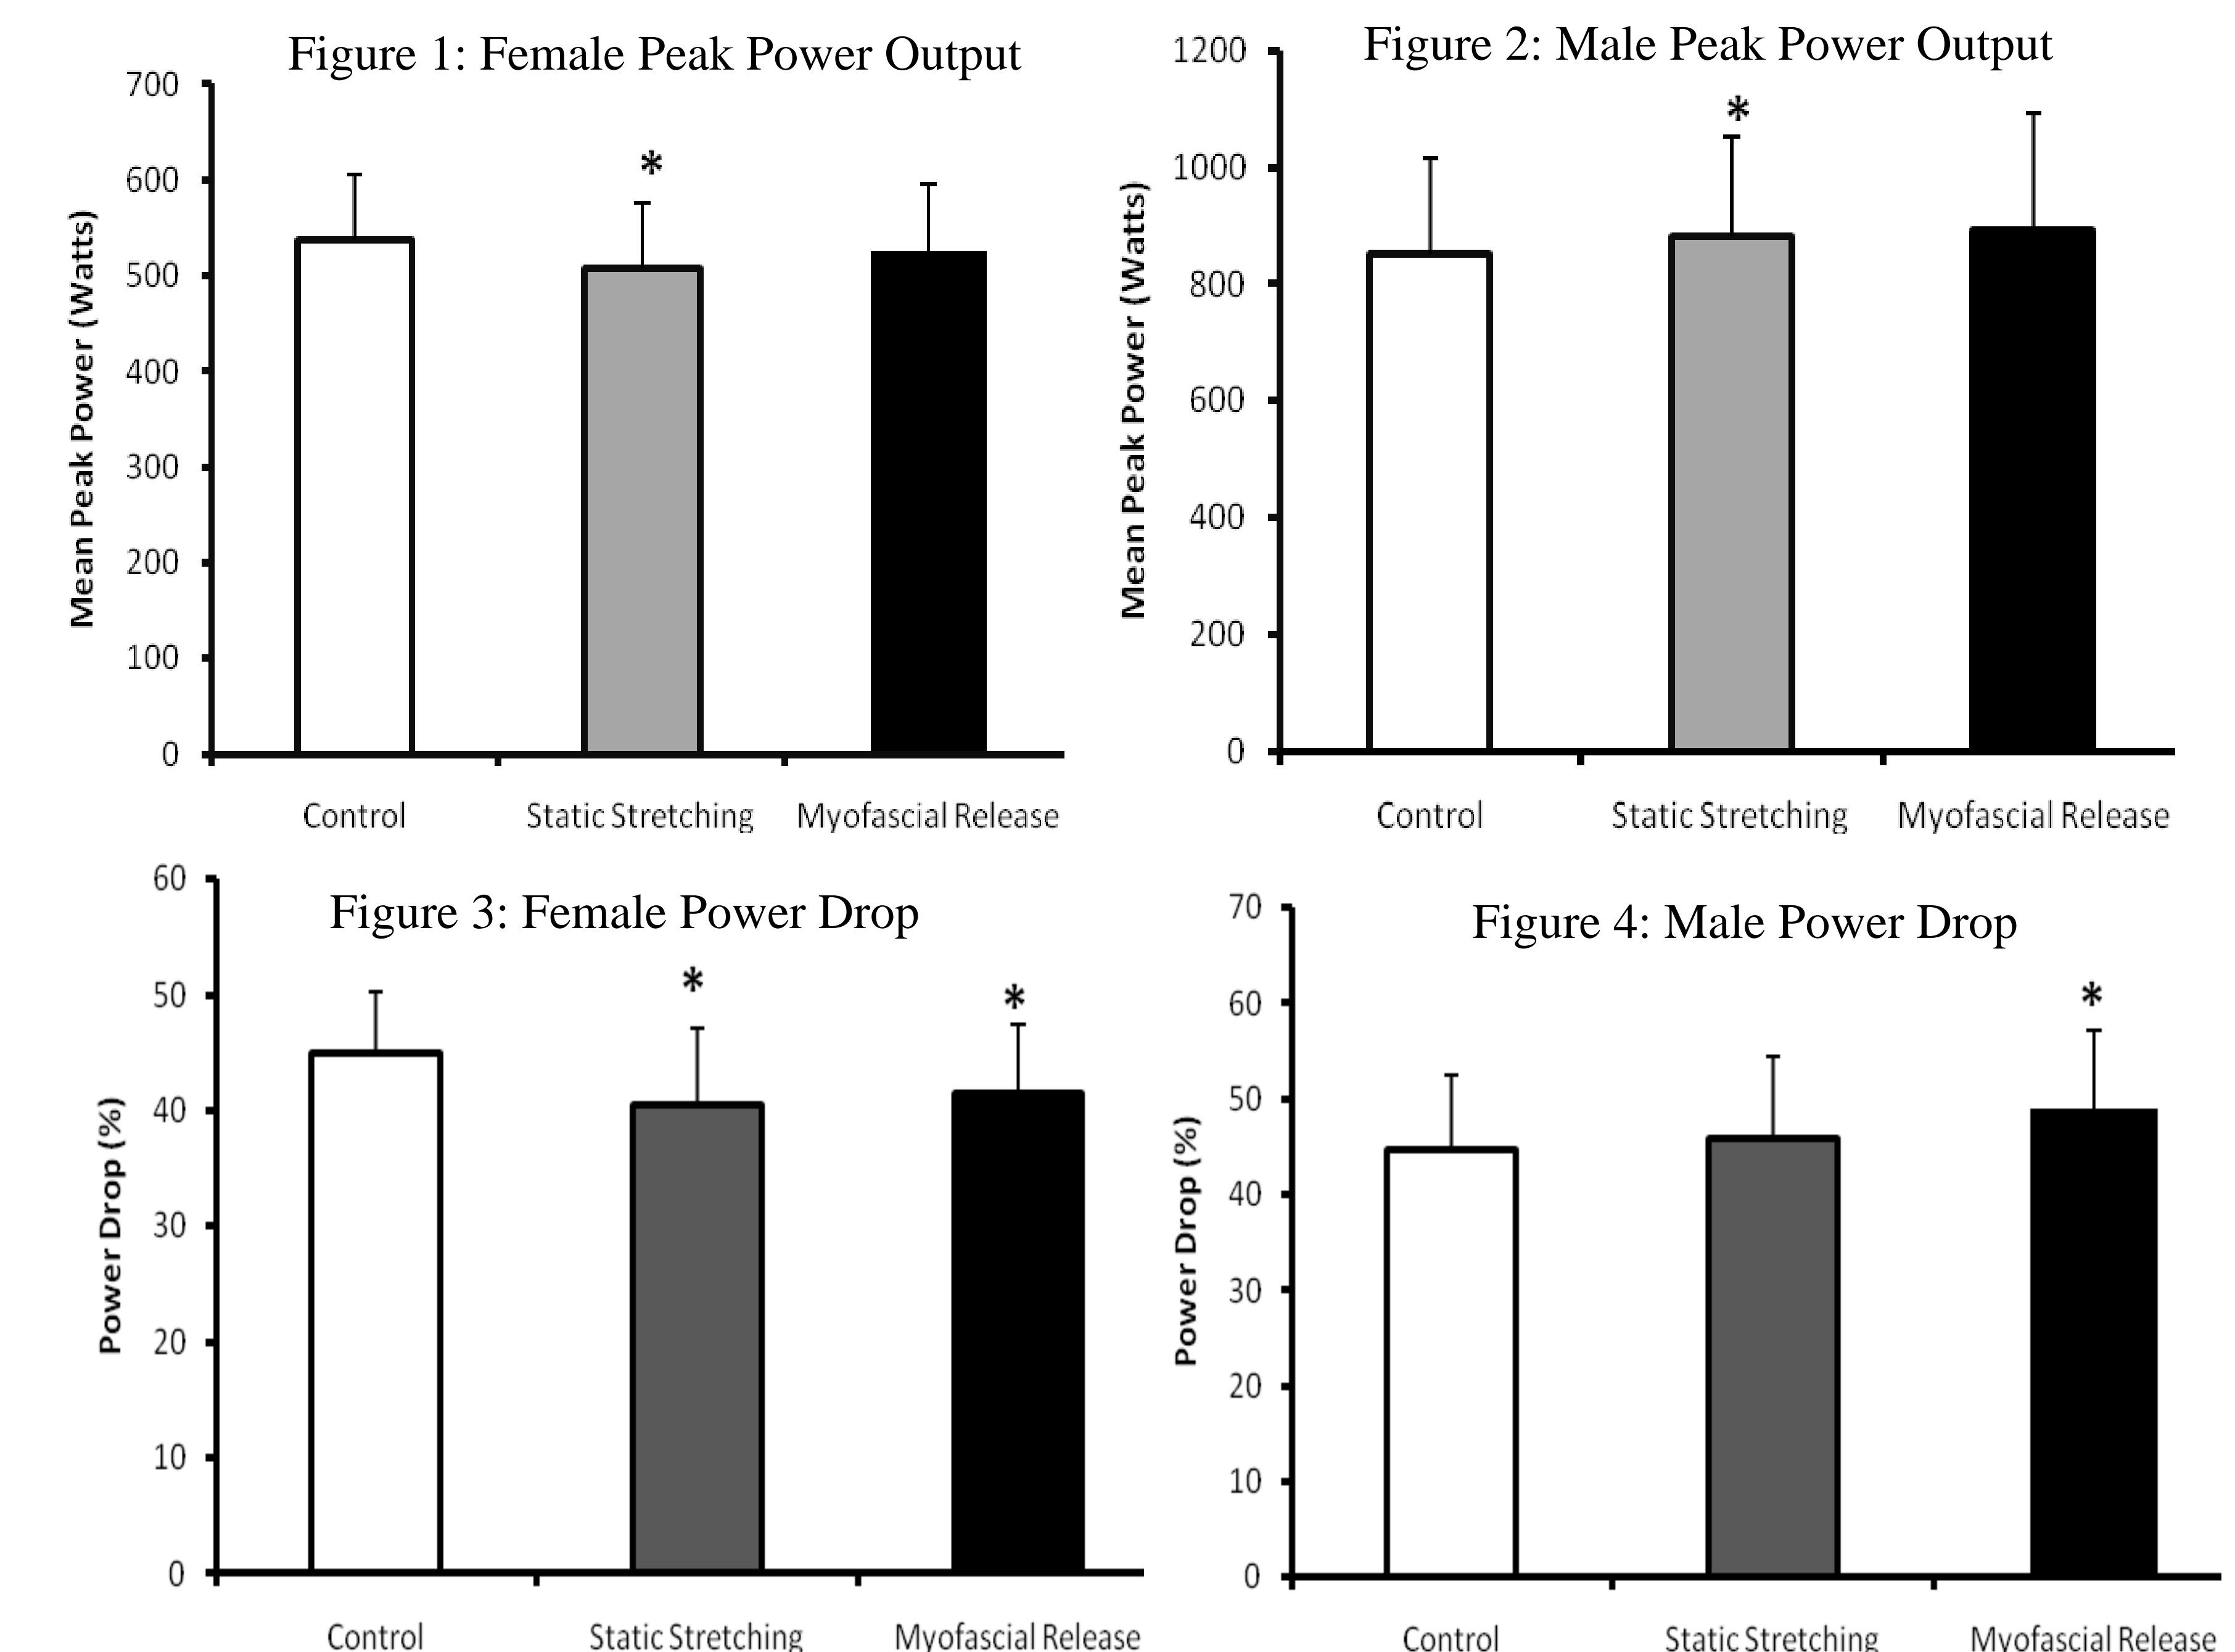 Figure 1: Female Peak Power Output
700
600
500
400
300
200
100
0
Mean Peak Power (Watts)
*
Control
Static Stretching
Myofascial Release
Figure 2: Male Peak Power Output
1200
1000
800
600
400
200
0
Mean Peak Power (Watts)
*
Control
Static Stretching
Myofascial Release
Figure 3: Female Power Drop
60
50
40
30
20
10
0
Power Drop (%)
*
*
Control
Static Stretching
Myofascial Release
Figure 4: Male Power Drop
70
60
50
40
30
20
10
0
Power Drop (%)
*
Control
Static Stretching
Myofascial Release